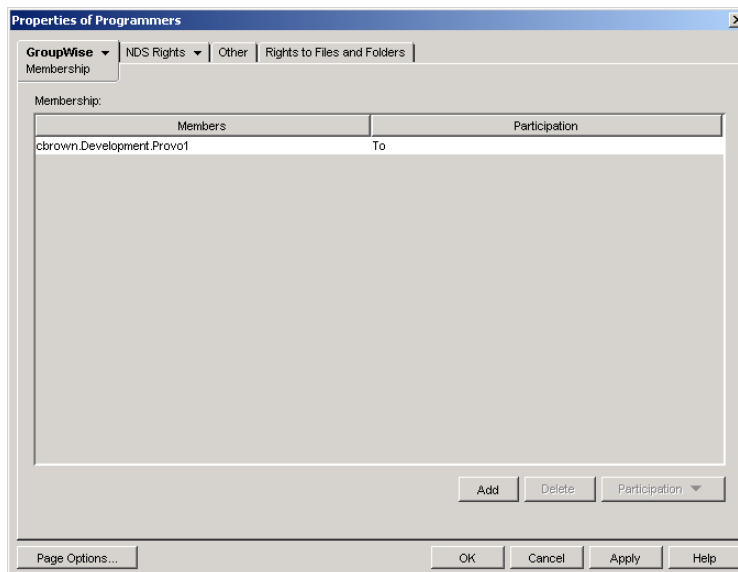 Properties of Programmers
GroupWise NDS Rights Other Rights to Files and Folders
Membership
Membership:
Members Participation
cbrown.Development.Provo1 To
Add Delete Participation
Page Options... OK Cancel Apply Help